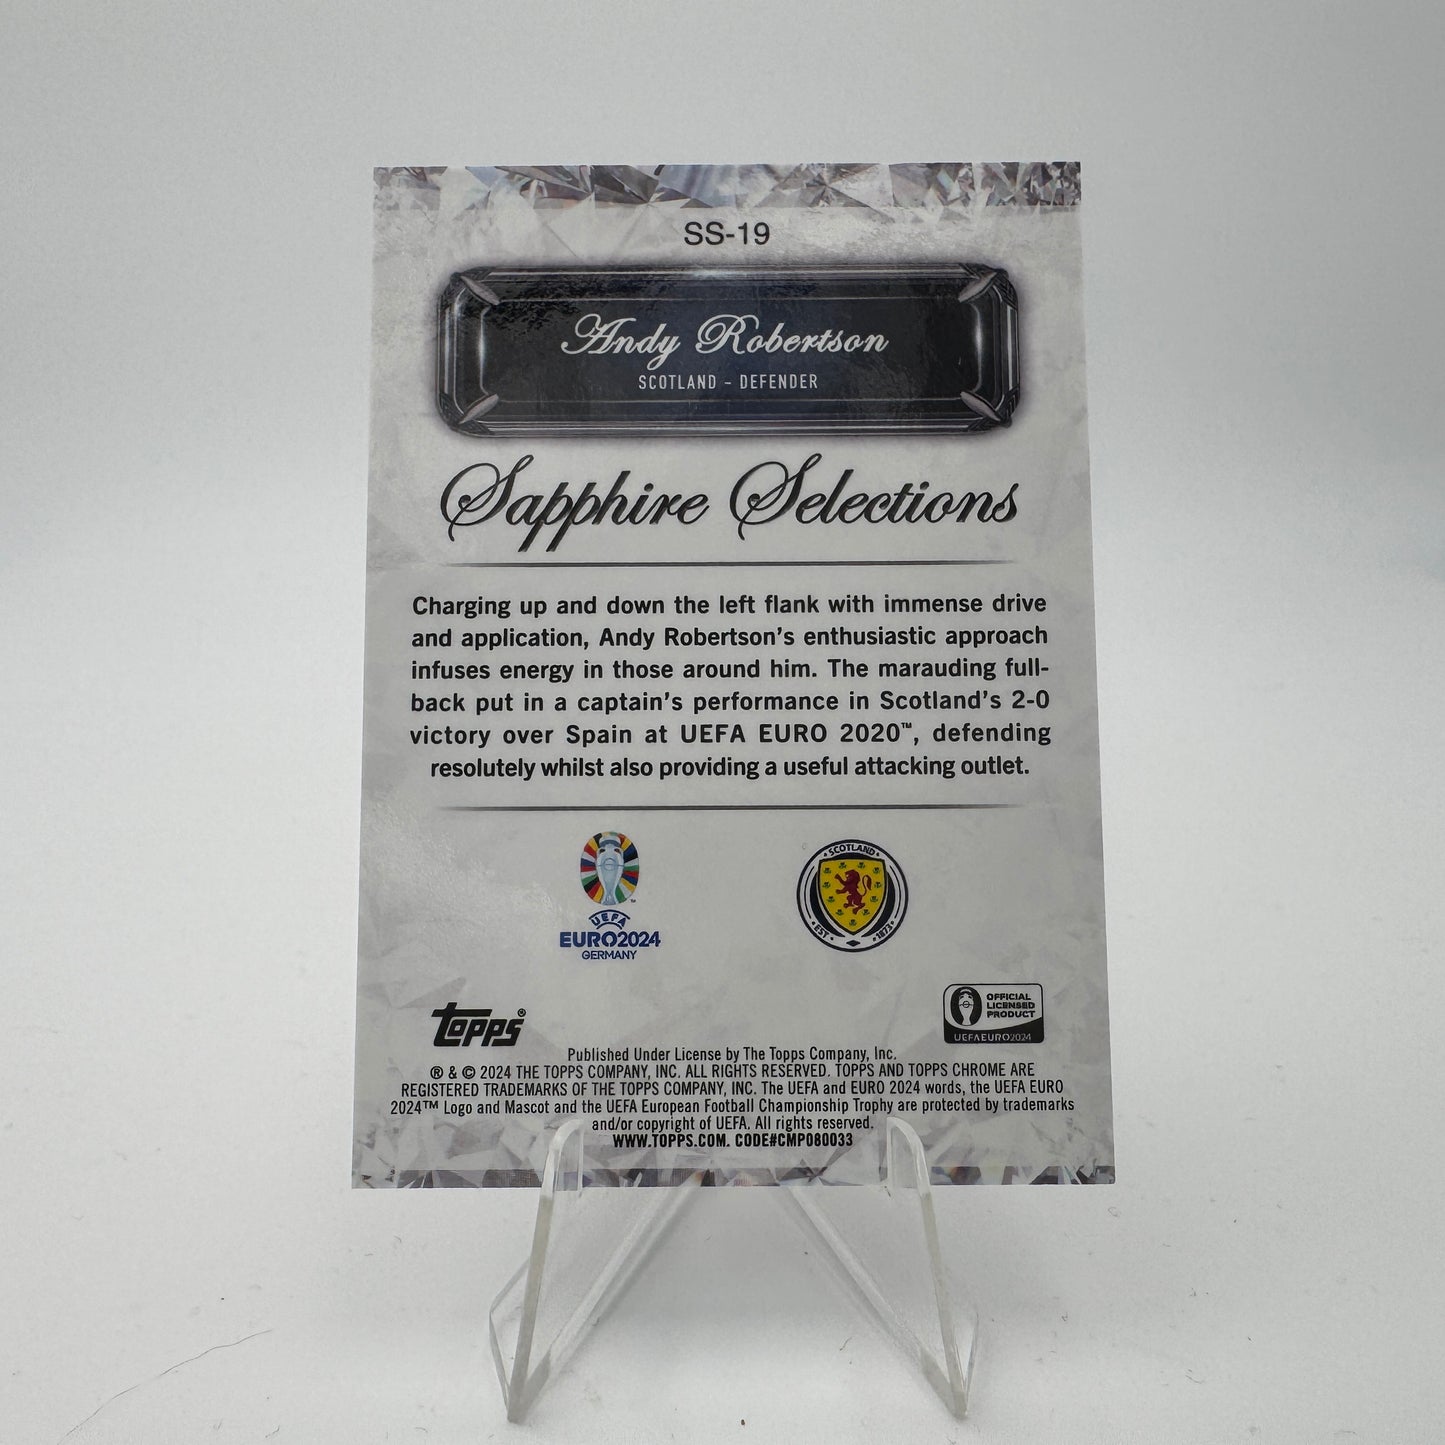 SS-19
Andy Robertson
SCOTLAND - DEFENDER
Sapphire Selections
Charging up and down the left flank with immense drive
and application, Andy Robertson's enthusiastic approach
infuses energy in those around him. The marauding full-
back put in a captain's performance in Scotland's 2-0
victory over Spain at UEFA EURO 2020™, defending
resolutely whilst also providing a useful attacking outlet.
UEFA
EURO2024
GERMANY
™
SCOTLAND
EST. 1873
topps®
OFFICIAL
LICENSED
PRODUCT
UEFAEURO2024
Published Under License by The Topps Company, Inc.
® & © 2024 THE TOPPS COMPANY, INC. ALL RIGHTS RESERVED. TOPPS AND TOPPS CHROME ARE
REGISTERED TRADEMARKS OF THE TOPPS COMPANY, INC. The UEFA and EURO 2024 words, the UEFA EURO
2024™ Logo and Mascot and the UEFA European Football Championship Trophy are protected by trademarks
and/or copyright of UEFA. All rights reserved.
WWW.TOPPS.COM. CODE#CMP080033